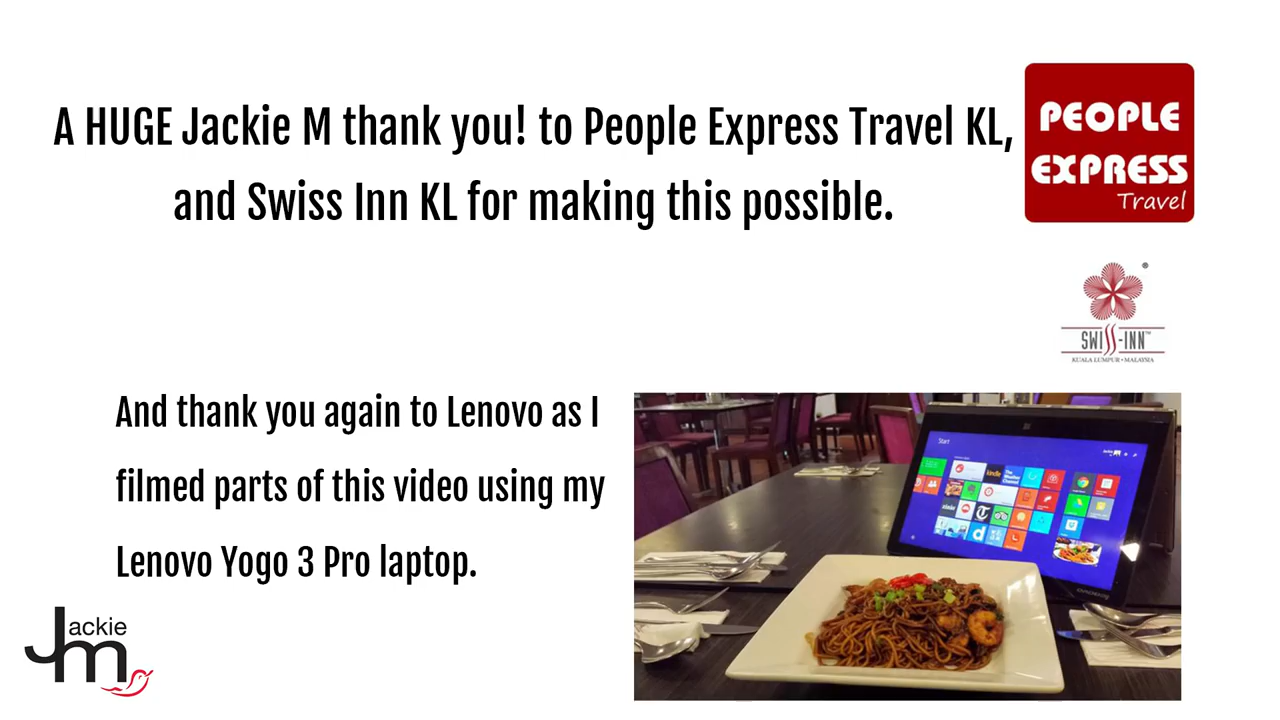 A HUGE Jackie M thank you! to People Express Travel KL,
and Swiss Inn KL for making this possible.
PEOPLE
EXPRESS
Travel
SWISS-INN™
KUALA LUMPUR • MALAYSIA
And thank you again to Lenovo as I
filmed parts of this video using my
Lenovo Yogo 3 Pro laptop.
Start
kindle
Jackie M